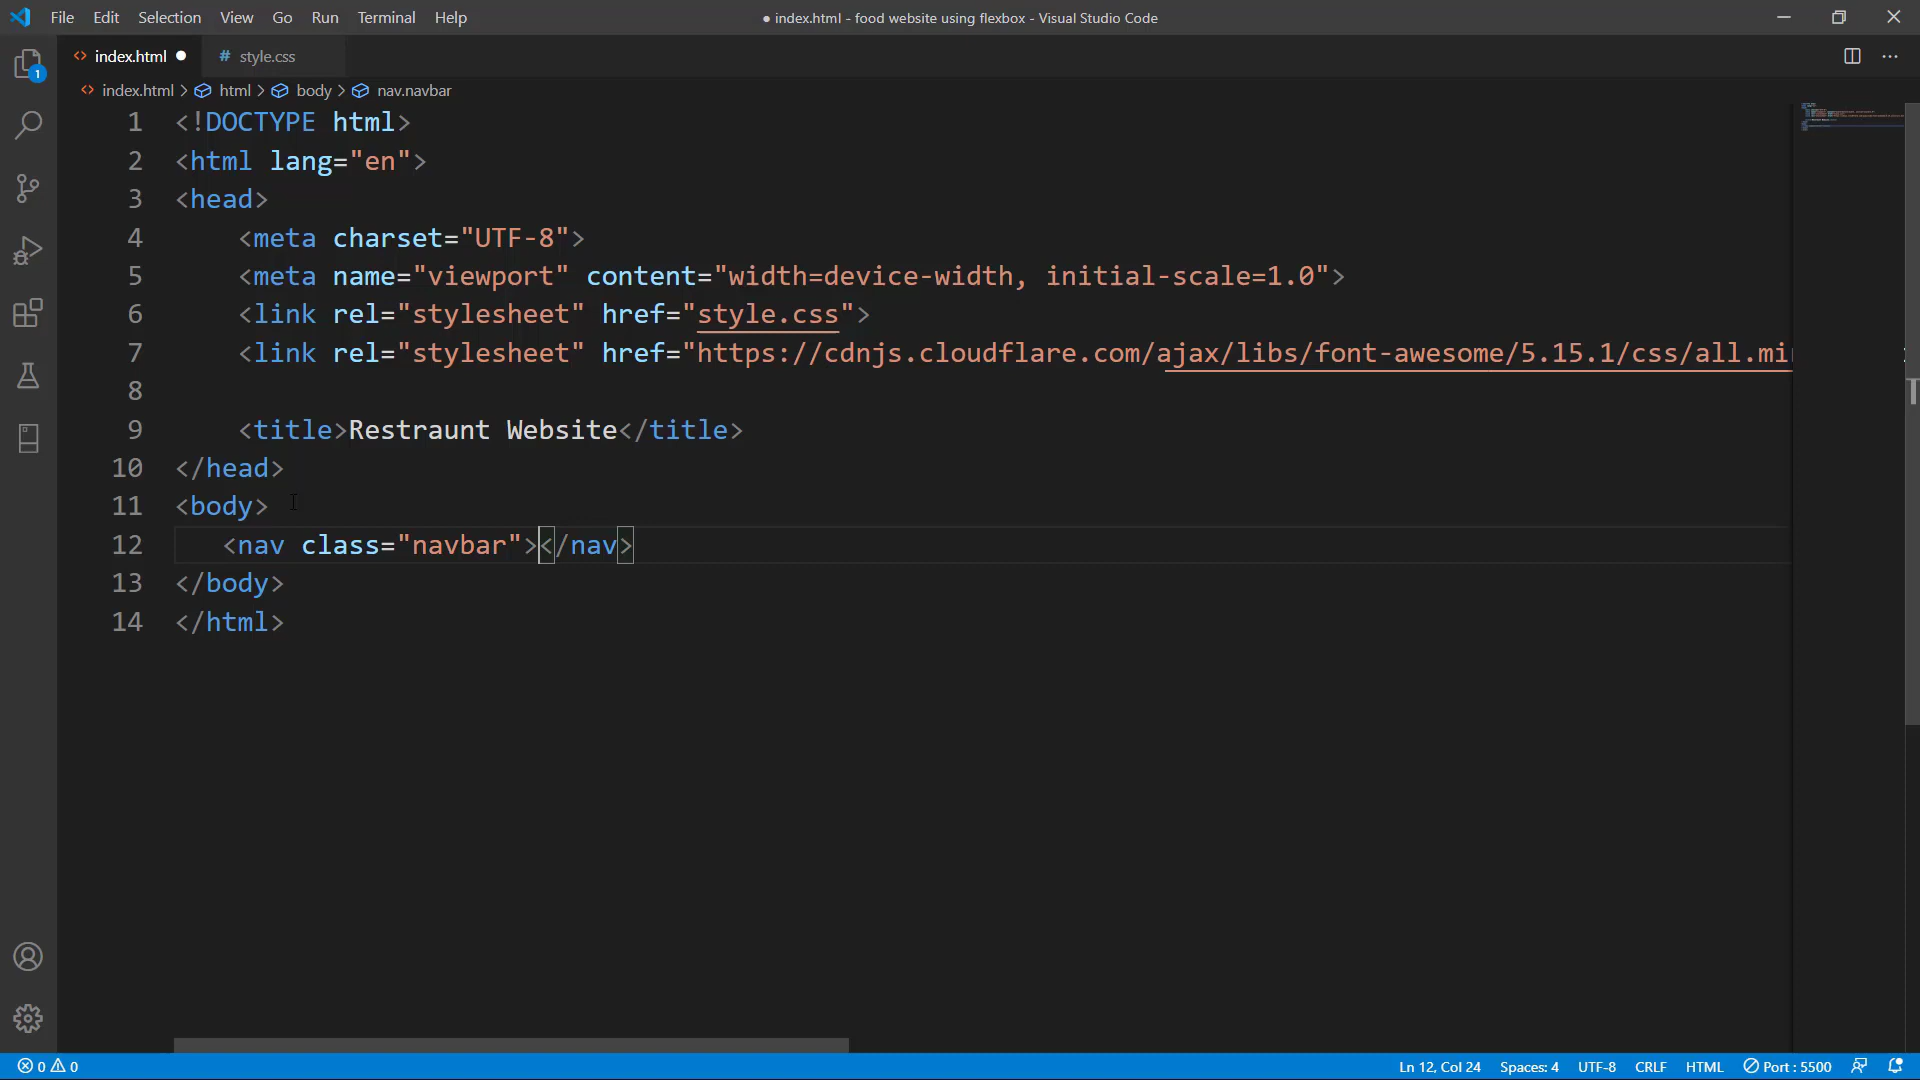 File Edit Selection View Go Run Terminal Help
● index.html - food website using flexbox - Visual Studio Code
index.html ● # style.css
index.html > html > body > nav.navbar
1 <!DOCTYPE html>
2 <html lang="en">
3 <head>
4 <meta charset="UTF-8">
5 <meta name="viewport" content="width=device-width, initial-scale=1.0">
6 <link rel="stylesheet" href="style.css">
7 <link rel="stylesheet" href="https://cdnjs.cloudflare.com/ajax/libs/font-awesome/5.15.1/css/all.mi
8
9 <title>Restraunt Website</title>
10 </head>
11 <body>
12 <nav class="navbar"></nav>
13 </body>
14 </html>
1
0 0
Ln 12, Col 24 Spaces: 4 UTF-8 CRLF HTML Port : 5500